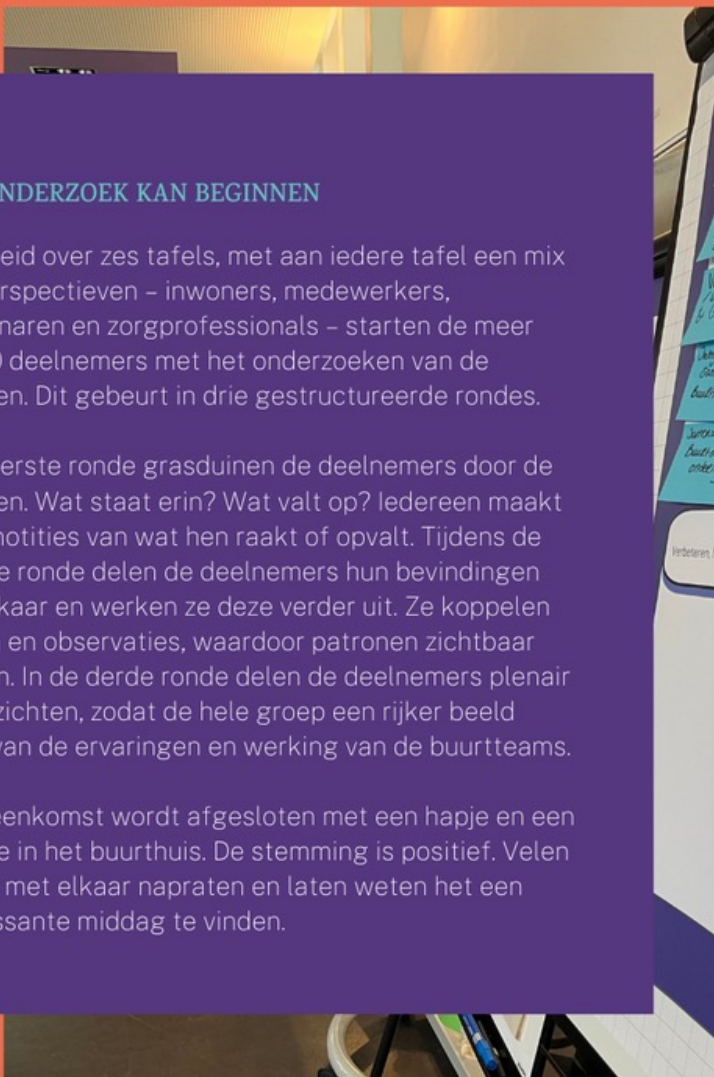 NDERZOEK KAN BEGINNEN
eid over zes tafels, met aan iedere tafel een mix
rspectieven – inwoners, medewerkers,
naren en zorgprofessionals – starten de meer
0 deelnemers met het onderzoeken van de
en. Dit gebeurt in drie gestructureerde rondes.
erste ronde grasduinen de deelnemers door de
en. Wat staat erin? Wat valt op? Iedereen maakt
notities van wat hen raakt of opvalt. Tijdens de
e ronde delen de deelnemers hun bevindingen
kaar en werken ze deze verder uit. Ze koppelen
en observaties, waardoor patronen zichtbaar
n. In de derde ronde delen de deelnemers plenair
zichten, zodat de hele groep een rijker beeld
van de ervaringen en werking van de buurtteams.
eenkomst wordt afgesloten met een hapje en een
e in het buurthuis. De stemming is positief. Velen
met elkaar napraten en laten weten het een
ssante middag te vinden.
Verbeteren,